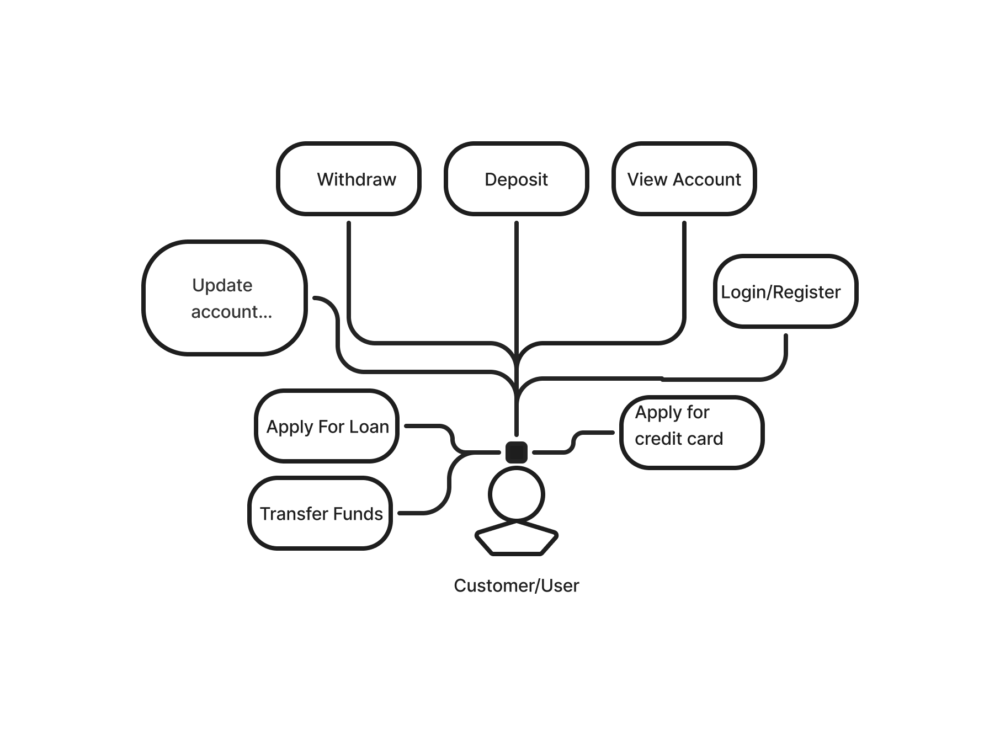 Withdraw
Deposit
View Account
Update
account...
Login/Register
Apply For Loan
Apply for
credit card
Transfer Funds
Customer/User